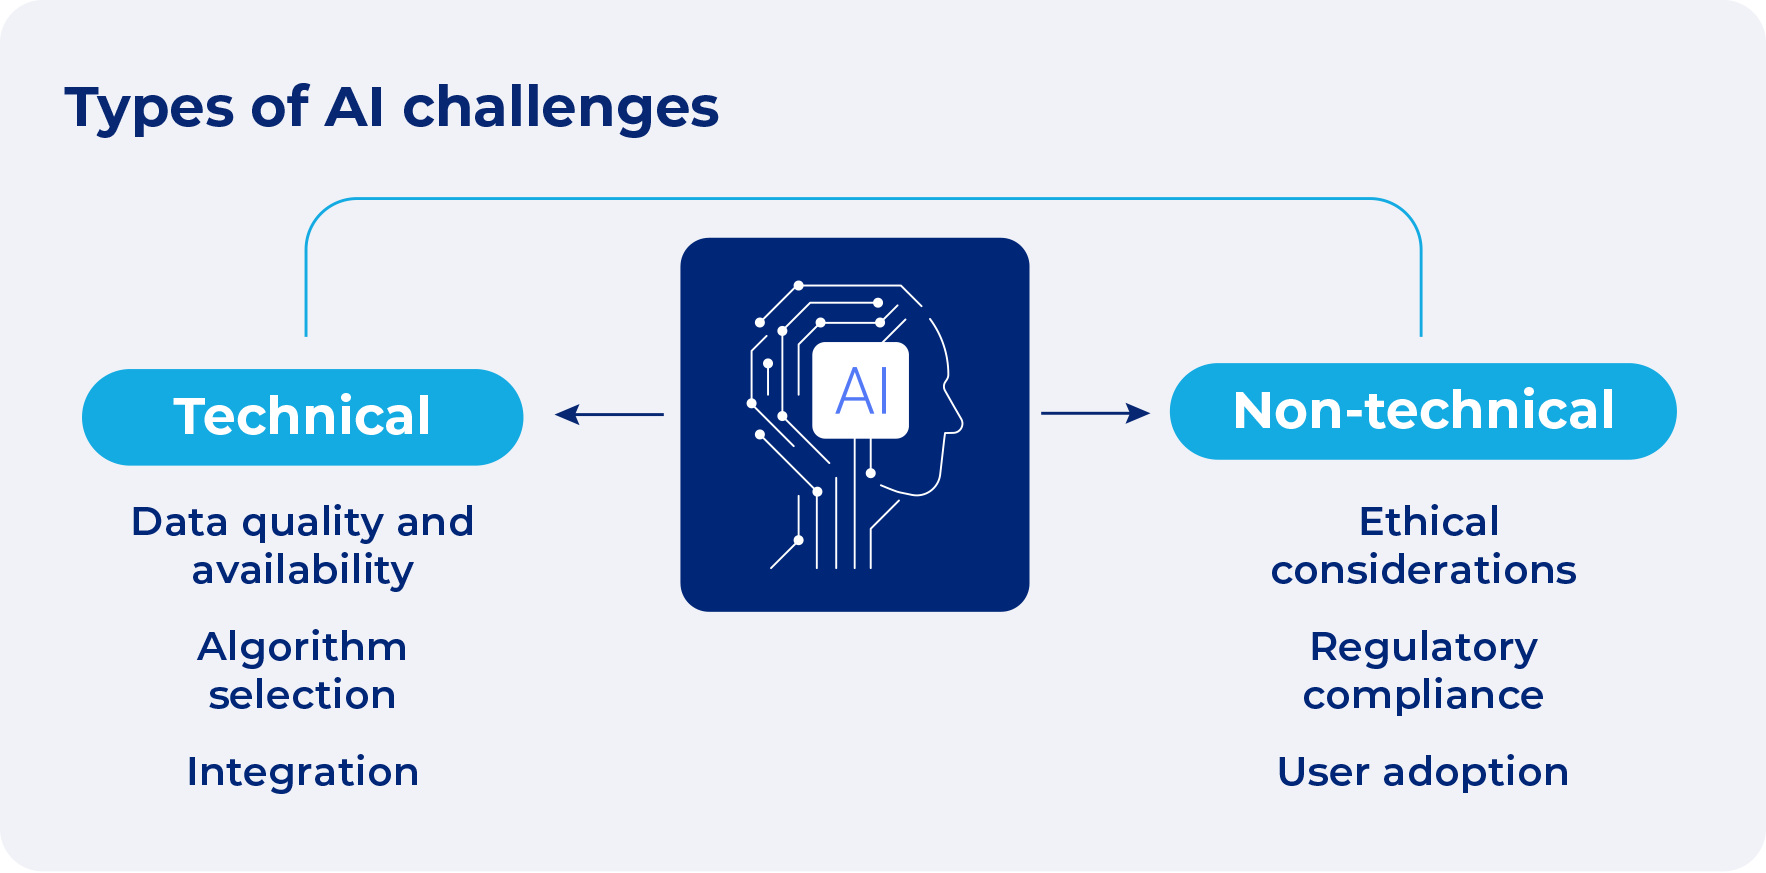 Types of AI challenges
AI
Technical
Data quality and
availability
Algorithm
selection
Integration
Non-technical
Ethical
considerations
Regulatory
compliance
User adoption